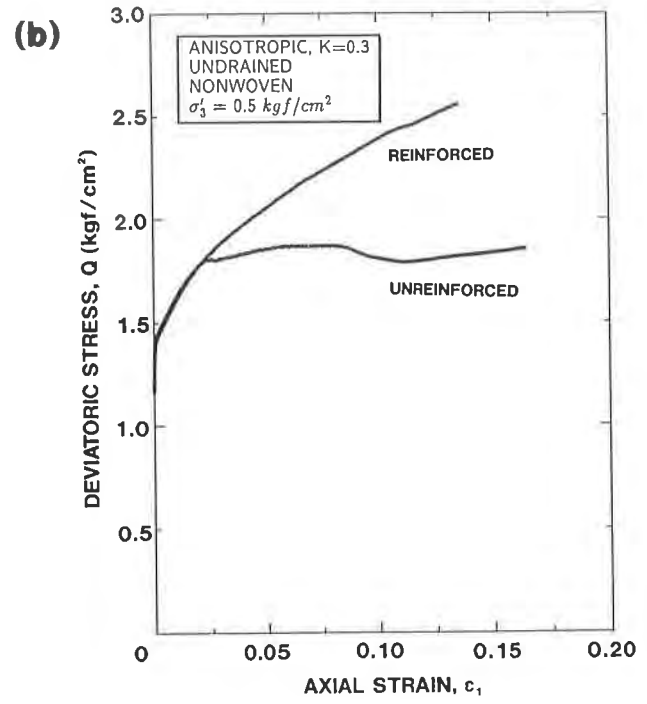 (b)
ANISOTROPIC, K=0.3
UNDRAINED
NONWOVEN
σ′₃ = 0.5 kgf/cm²
REINFORCED
UNREINFORCED
DEVIATORIC STRESS, Q (kgf/cm²)
3.0
2.5
2.0
1.5
1.0
0.5
0 0.05 0.10 0.15 0.20
AXIAL STRAIN, ε₁